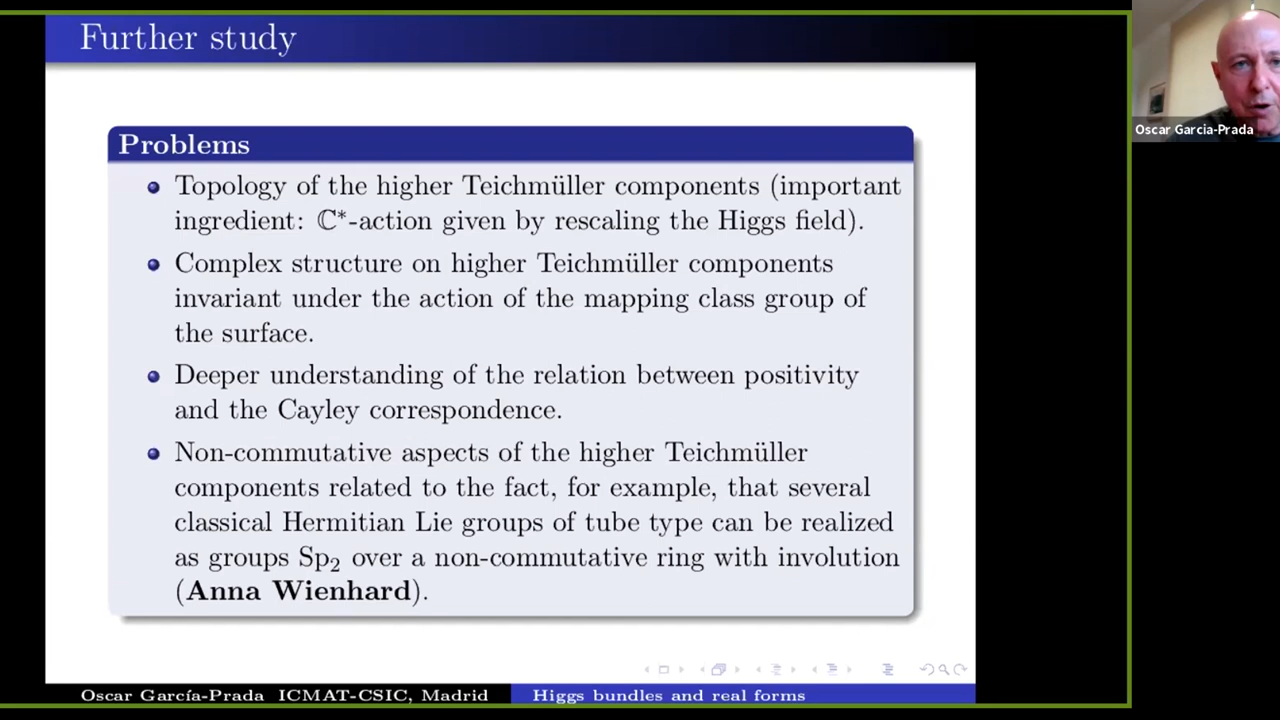 Further study
Problems
Topology of the higher Teichmüller components (important
ingredient: ℂ*-action given by rescaling the Higgs field).
Complex structure on higher Teichmüller components
invariant under the action of the mapping class group of
the surface.
Deeper understanding of the relation between positivity
and the Cayley correspondence.
Non-commutative aspects of the higher Teichmüller
components related to the fact, for example, that several
classical Hermitian Lie groups of tube type can be realized
as groups Sp₂ over a non-commutative ring with involution
(Anna Wienhard).
Oscar García-Prada ICMAT-CSIC, Madrid
Higgs bundles and real forms
Oscar Garcia-Prada